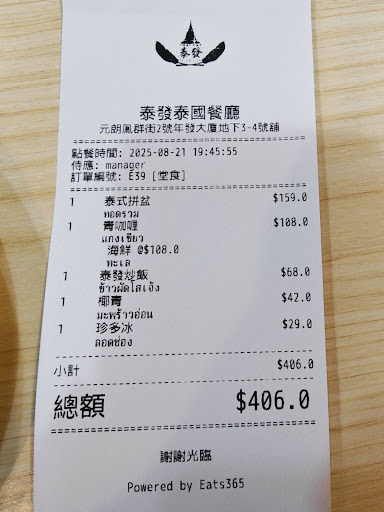 泰發
泰發泰國餐廳
元朗鳳群街2號年發大廈地下3-4號舖
點餐時間: 2025-08-21 19:45:55
侍應: manager
訂單編號: E39 [堂食]
1 泰式拼盆 $159.0
ทอดรวม
1 青咖喱 $108.0
แกงเขียว
海鮮 @$108.0
ทะเล
1 泰發炒飯 $68.0
ข้าวผัดไสเจ้ง
1 椰青 $42.0
มะพร้าวอ่อน
1 珍多冰 $29.0
ลอดช่อง
小計 $406.0
總額 $406.0
謝謝光臨
Powered by Eats365